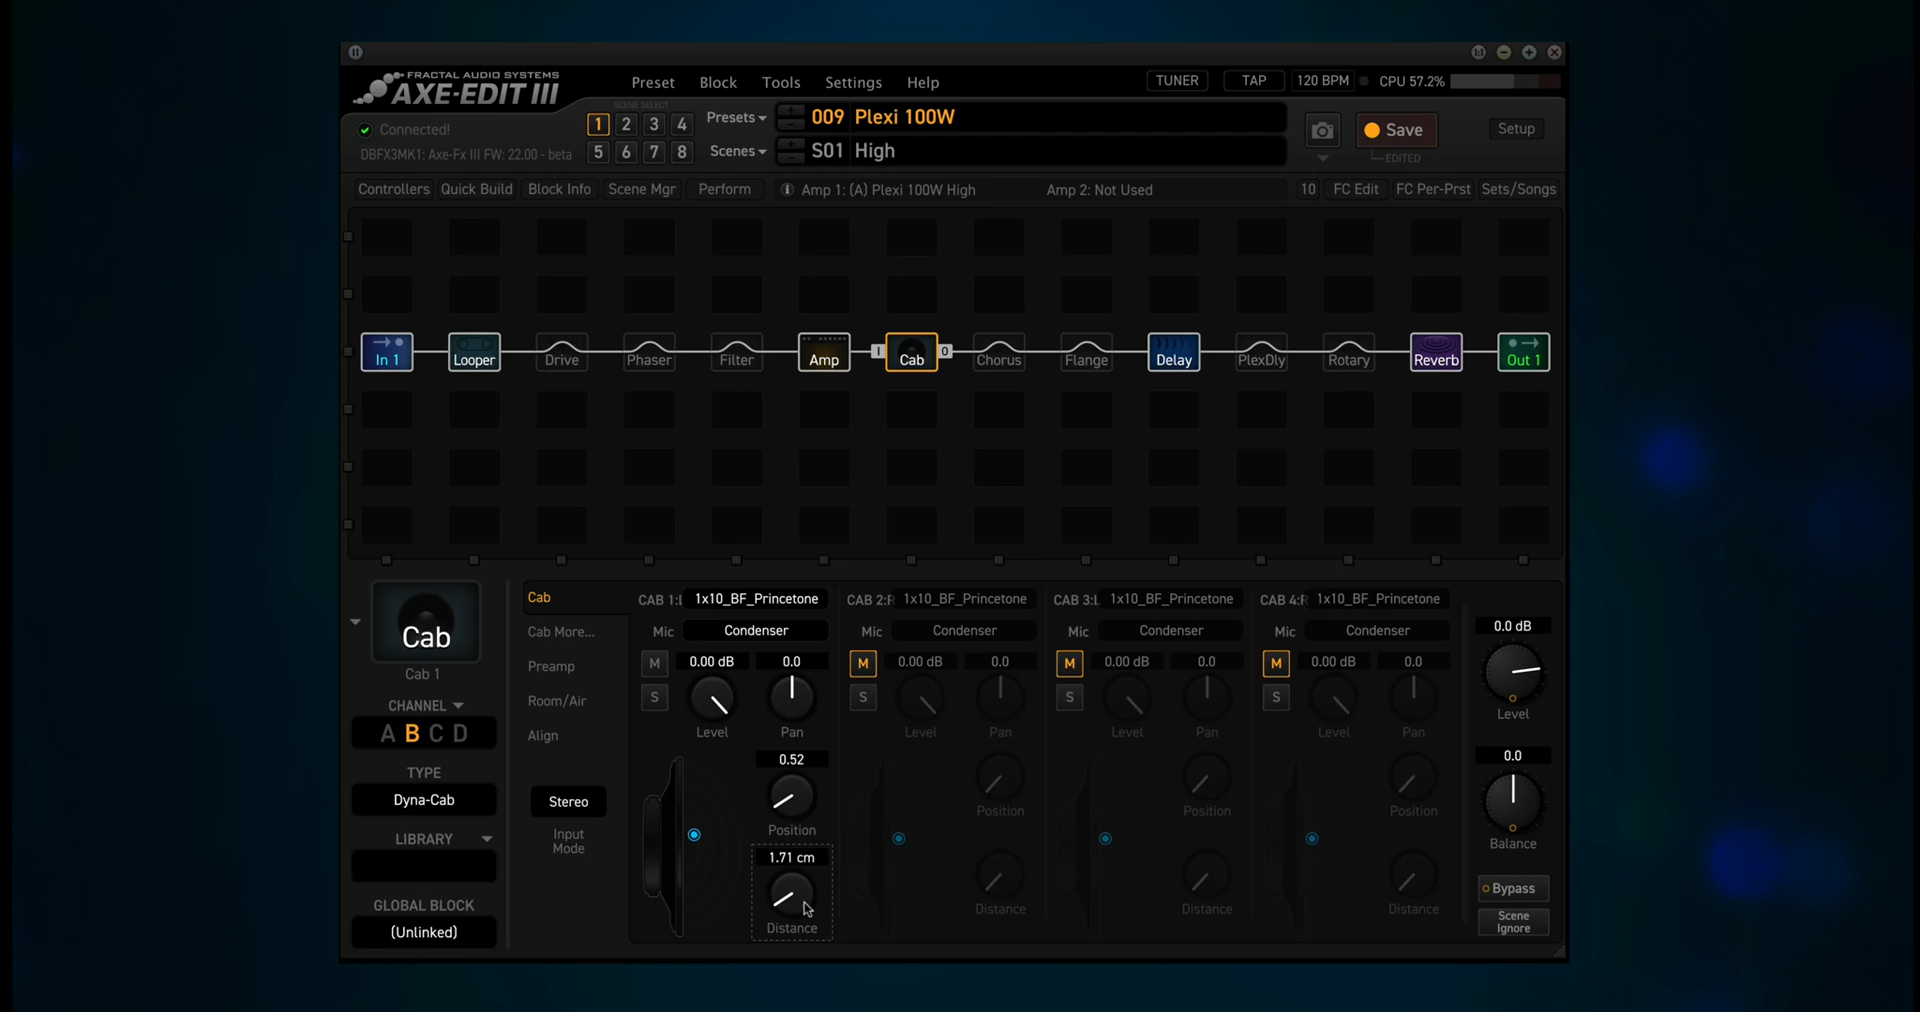 FRACTAL AUDIO SYSTEMS
AXE-EDIT III
Preset Block Tools Settings Help
TUNER TAP 120 BPM CPU 57.2%
SCENE SELECT
Connected!
DBFX3MK1: Axe-Fx III FW: 22.00 - beta
1 2 3 4
5 6 7 8
Presets 009 Plexi 100W
Scenes S01 High
Save
EDITED
Setup
Controllers Quick Build Block Info Scene Mgr Perform
Amp 1: (A) Plexi 100W High Amp 2: Not Used
10 FC Edit FC Per-Prst Sets/Songs
In 1 Looper Drive Phaser Filter Amp I Cab O Chorus Flange Delay PlexDly Rotary Reverb Out 1
Cab
Cab 1
CHANNEL
A B C D
TYPE
Dyna-Cab
LIBRARY
GLOBAL BLOCK
(Unlinked)
Cab
Cab More...
Preamp
Room/Air
Align
Stereo
Input
Mode
CAB 1: 1x10_BF_Princetone
Mic Condenser
M 0.00 dB 0.0
S
Level Pan
0.52
Position
1.71 cm
Distance
CAB 2:R 1x10_BF_Princetone
Mic Condenser
M 0.00 dB 0.0
S
Level Pan
Position
Distance
CAB 3:L 1x10_BF_Princetone
Mic Condenser
M 0.00 dB 0.0
S
Level Pan
Position
Distance
CAB 4:R 1x10_BF_Princetone
Mic Condenser
M 0.00 dB 0.0
S
Level Pan
Position
Distance
0.0 dB
Level
0.0
Balance
Bypass
Scene
Ignore